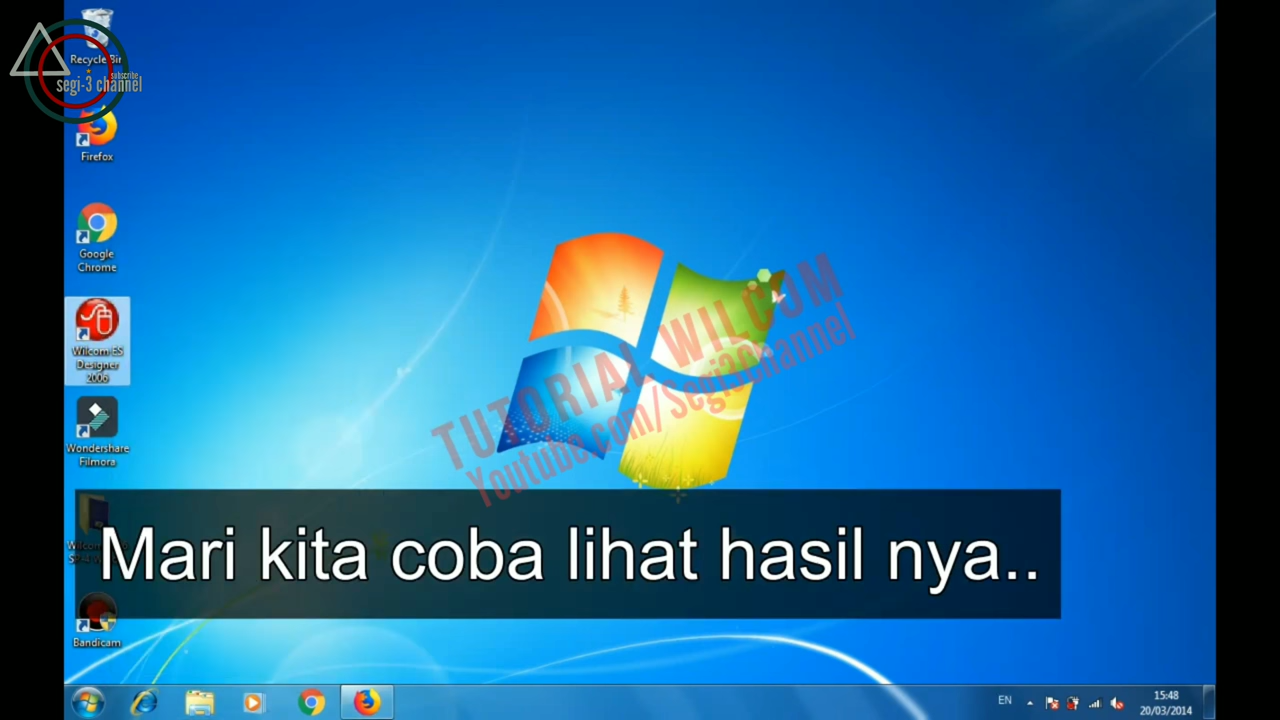 Recycle Bin
subscribe
segi-3 channel
Firefox
Google
Chrome
Wilcom ES
Designer
2006
Wondershare
Filmora
TUTORIAL WILCOM
Youtube.com/Segi3Channel
Mari kita coba lihat hasil nya..
Bandicam
EN
15:48
20/03/2014